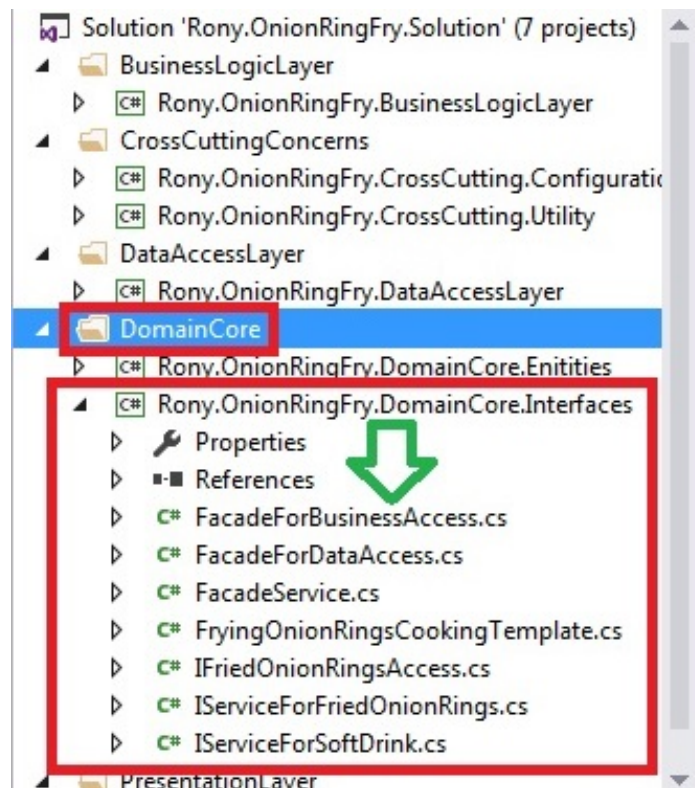 Solution 'Rony.OnionRingFry.Solution' (7 projects)
BusinessLogicLayer
C# Rony.OnionRingFry.BusinessLogicLayer
CrossCuttingConcerns
C# Rony.OnionRingFry.CrossCutting.Configuratio
C# Rony.OnionRingFry.CrossCutting.Utility
DataAccessLayer
C# Rony.OnionRingFry.DataAccessLayer
DomainCore
C# Rony.OnionRingFry.DomainCore.Enitities
C# Rony.OnionRingFry.DomainCore.Interfaces
Properties
References
C# FacadeForBusinessAccess.cs
C# FacadeForDataAccess.cs
C# FacadeService.cs
C# FryingOnionRingsCookingTemplate.cs
C# IFriedOnionRingsAccess.cs
C# IServiceForFriedOnionRings.cs
C# IServiceForSoftDrink.cs
PresentationLayer